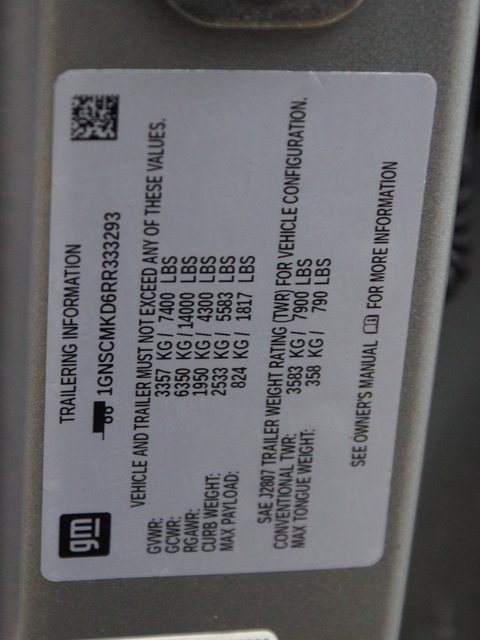 gm
TRAILERING INFORMATION
1GNSCMKD6RR333293
VEHICLE AND TRAILER MUST NOT EXCEED ANY OF THESE VALUES.
GVWR: 3357 KG / 7400 LBS
GCWR: 6350 KG / 14000 LBS
RGAWR: 1950 KG / 4300 LBS
CURB WEIGHT: 2533 KG / 5583 LBS
MAX PAYLOAD: 824 KG / 1817 LBS
SAE J2807 TRAILER WEIGHT RATING (TWR) FOR VEHICLE CONFIGURATION.
CONVENTIONAL TWR: 3583 KG / 7900 LBS
MAX TONGUE WEIGHT: 358 KG / 790 LBS
SEE OWNER'S MANUAL FOR MORE INFORMATION